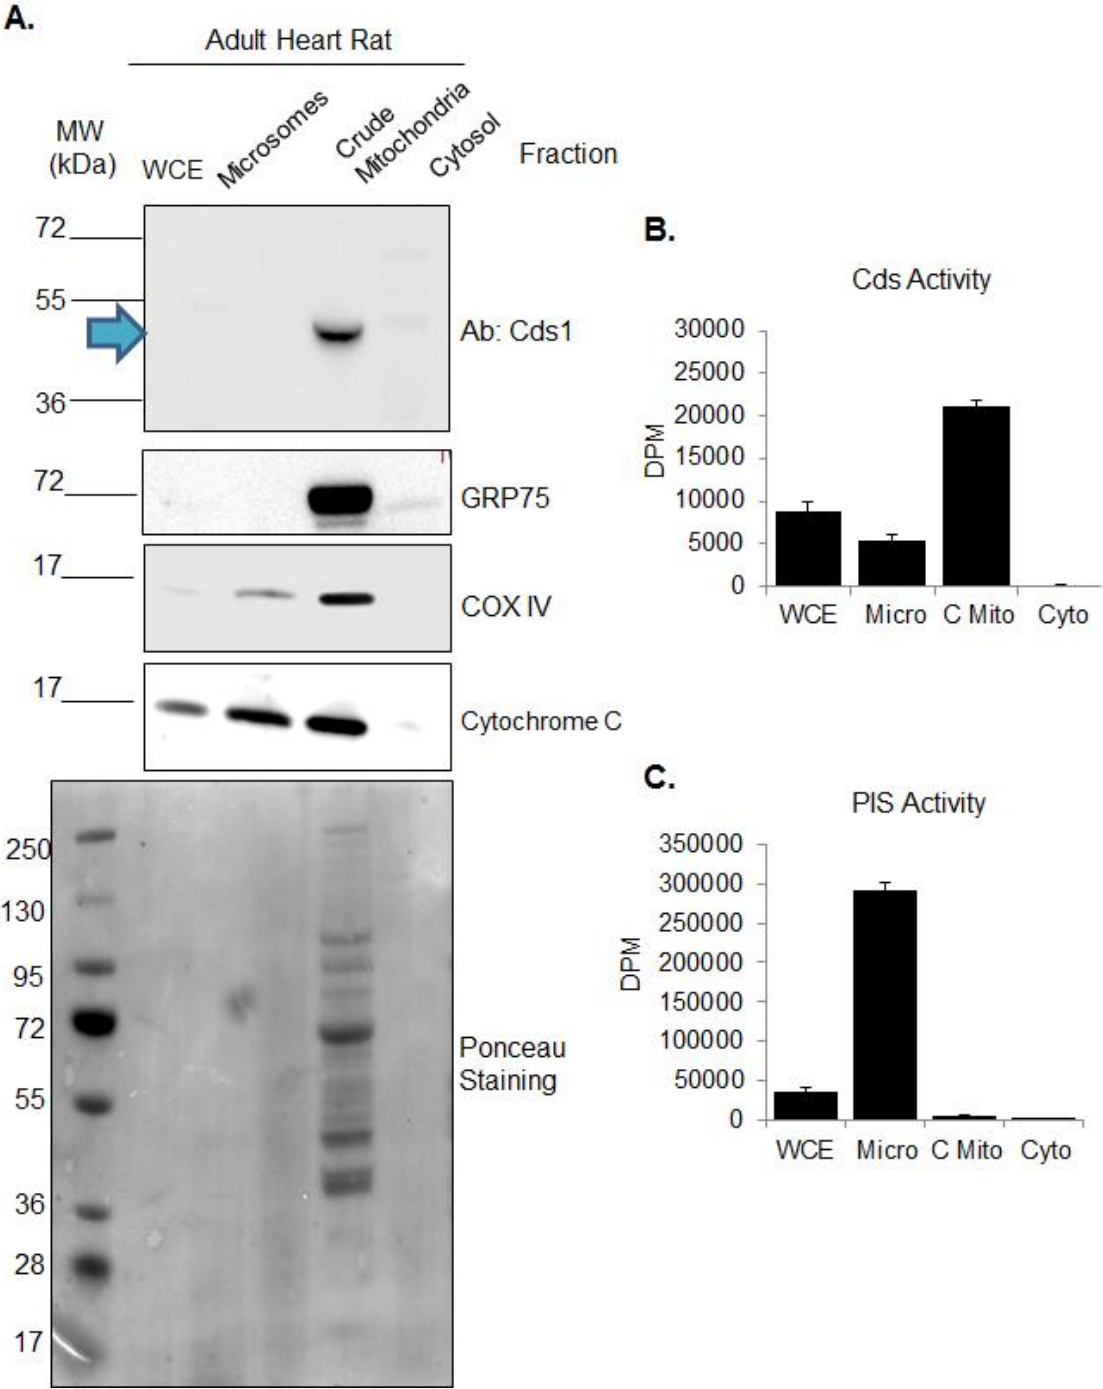 A.
Adult Heart Rat
MW
(kDa)
WCE
Microsomes
Crude
Mitochondria
Cytosol
Fraction
72
55
36
Ab: Cds1
72
GRP75
17
COX IV
17
Cytochrome C
250
130
95
72
55
36
28
17
Ponceau
Staining
B.
Cds Activity
30000
25000
20000
15000
10000
5000
0
DPM
WCE Micro C Mito Cyto
C.
PIS Activity
350000
300000
250000
200000
150000
100000
50000
0
DPM
WCE Micro C Mito Cyto